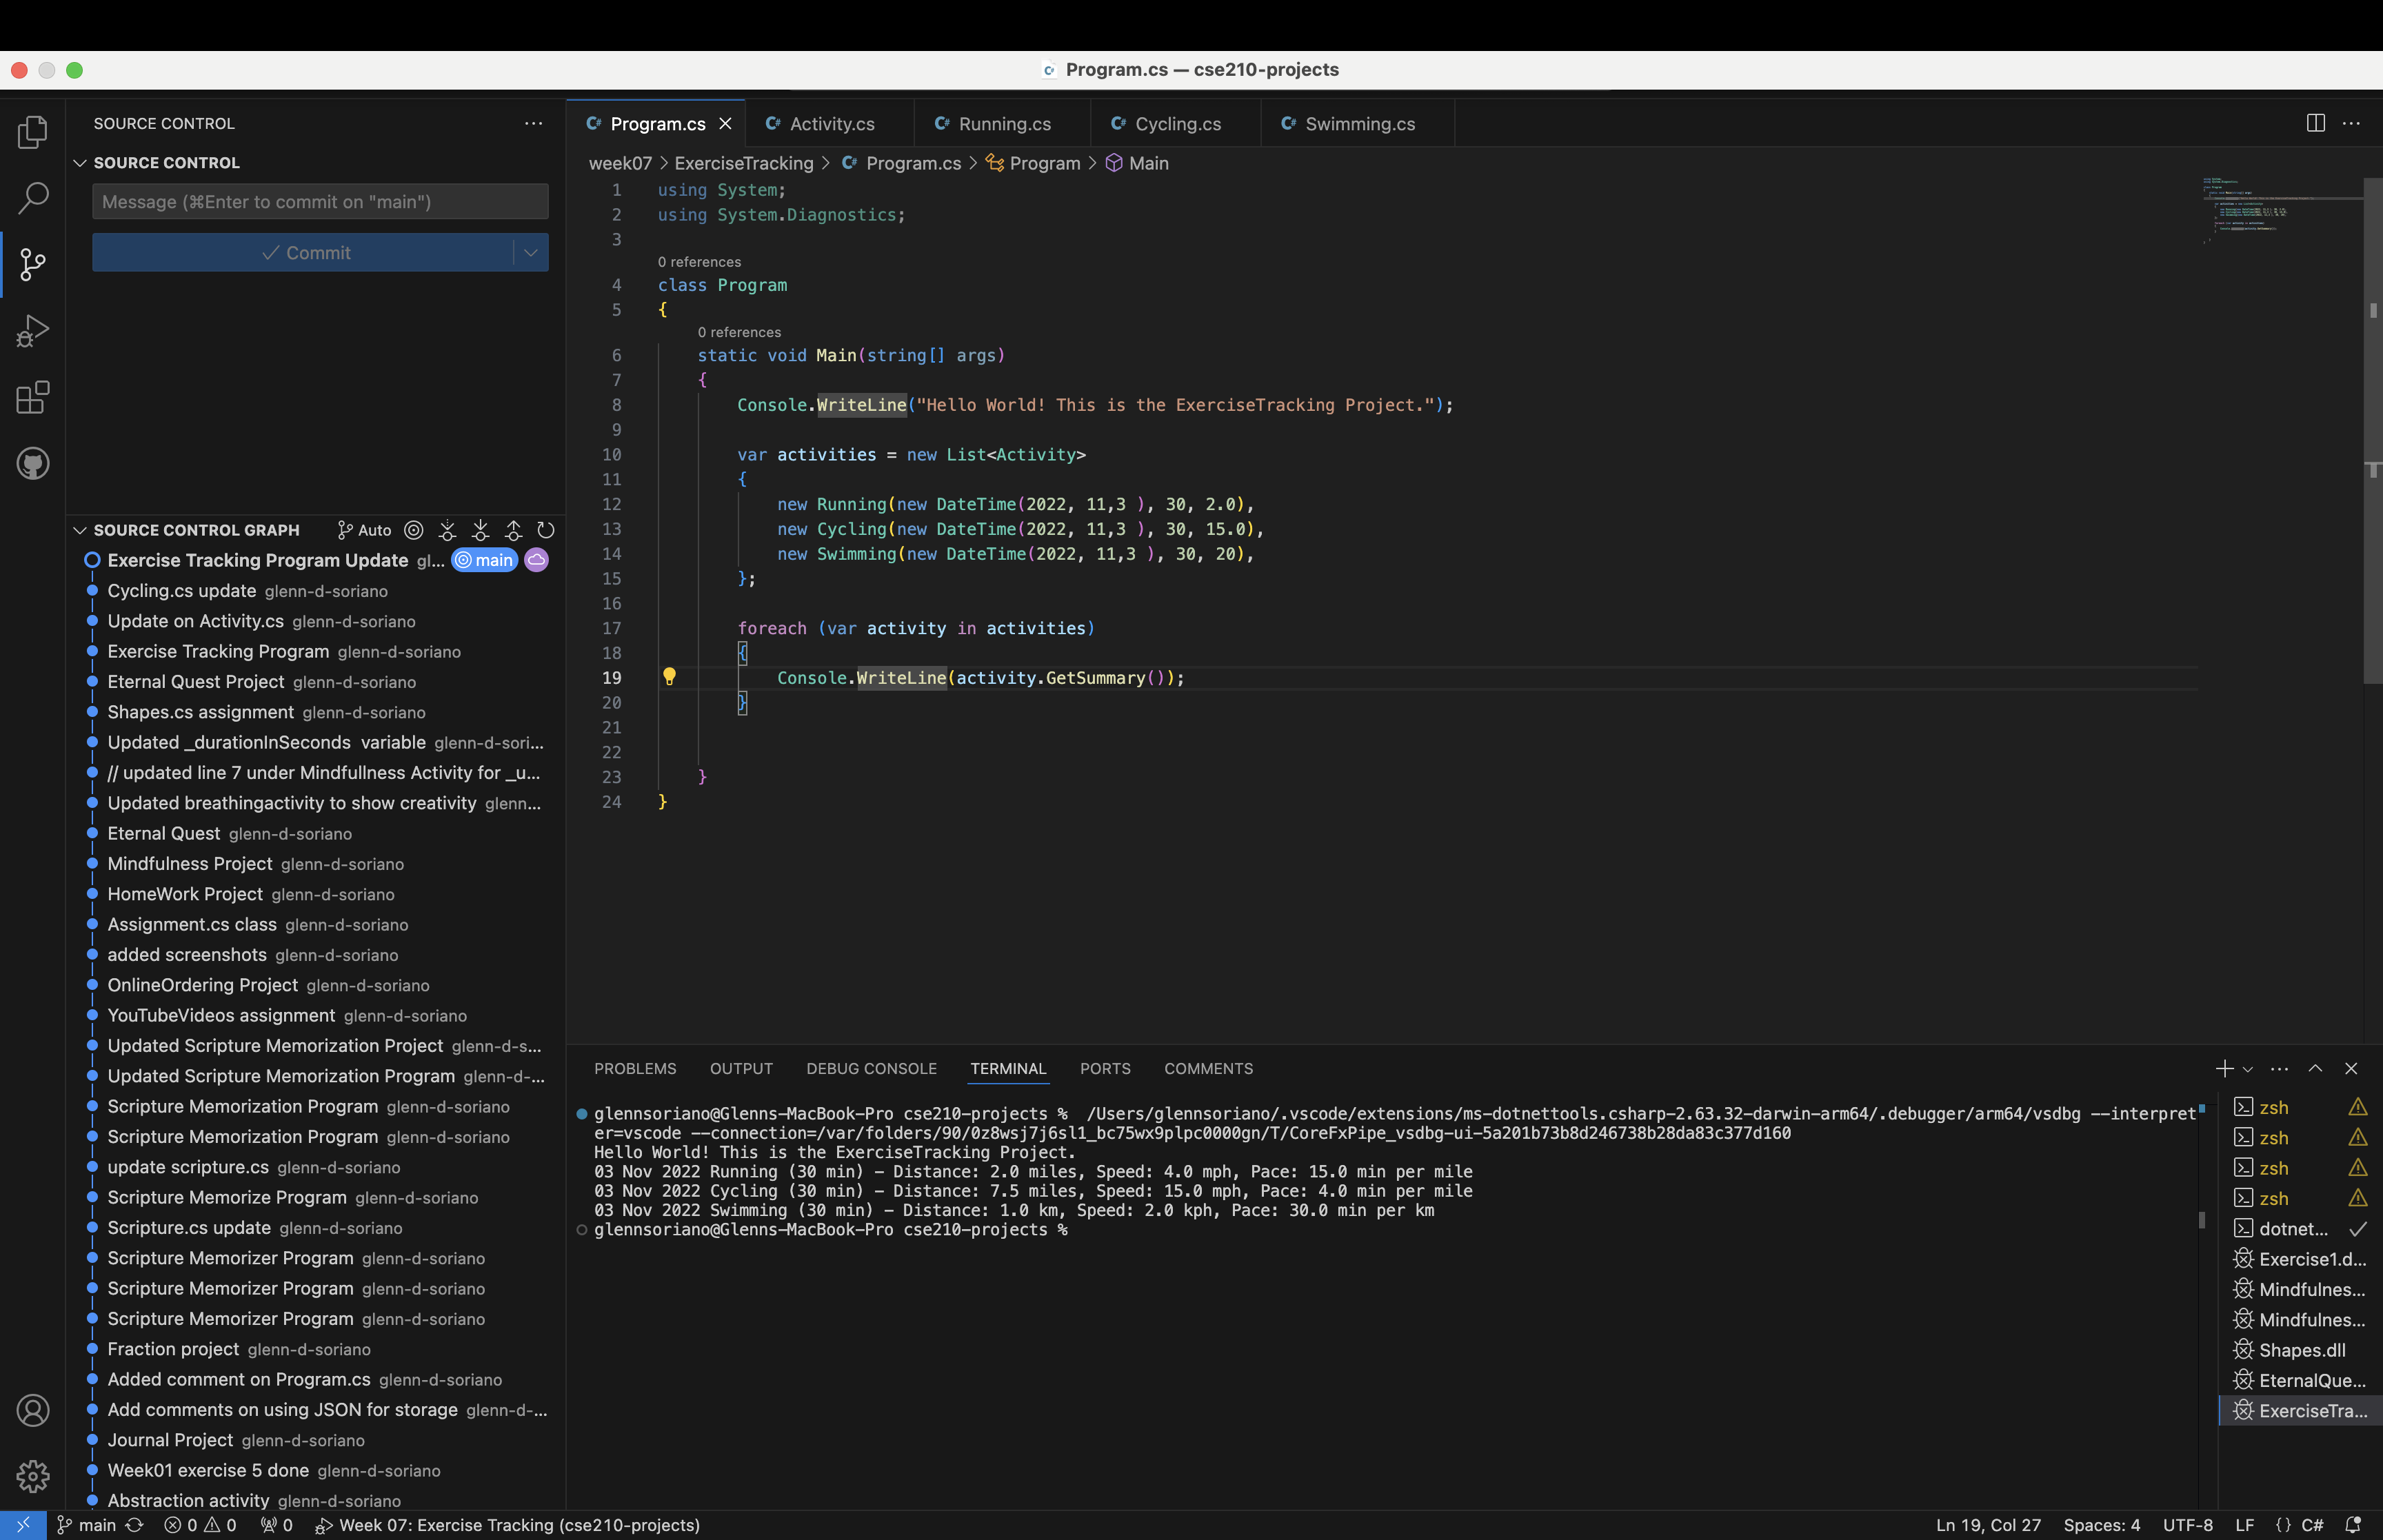 Program.cs — cse210-projects
SOURCE CONTROL
SOURCE CONTROL
Message (⌘Enter to commit on "main")
Commit
SOURCE CONTROL GRAPH Auto
Exercise Tracking Program Update gl... main
Cycling.cs update glenn-d-soriano
Update on Activity.cs glenn-d-soriano
Exercise Tracking Program glenn-d-soriano
Eternal Quest Project glenn-d-soriano
Shapes.cs assignment glenn-d-soriano
Updated _durationInSeconds variable glenn-d-sori...
// updated line 7 under Mindfullness Activity for _u...
Updated breathingactivity to show creativity glenn...
Eternal Quest glenn-d-soriano
Mindfulness Project glenn-d-soriano
HomeWork Project glenn-d-soriano
Assignment.cs class glenn-d-soriano
added screenshots glenn-d-soriano
OnlineOrdering Project glenn-d-soriano
YouTubeVideos assignment glenn-d-soriano
Updated Scripture Memorization Project glenn-d-s...
Updated Scripture Memorization Program glenn-d-...
Scripture Memorization Program glenn-d-soriano
Scripture Memorization Program glenn-d-soriano
update scripture.cs glenn-d-soriano
Scripture Memorize Program glenn-d-soriano
Scripture.cs update glenn-d-soriano
Scripture Memorizer Program glenn-d-soriano
Scripture Memorizer Program glenn-d-soriano
Scripture Memorizer Program glenn-d-soriano
Fraction project glenn-d-soriano
Added comment on Program.cs glenn-d-soriano
Add comments on using JSON for storage glenn-d-...
Journal Project glenn-d-soriano
Week01 exercise 5 done glenn-d-soriano
Abstraction activity glenn-d-soriano
Program.cs Activity.cs Running.cs Cycling.cs Swimming.cs
week07 > ExerciseTracking > Program.cs > Program > Main
1 using System;
2 using System.Diagnostics;
3
0 references
4 class Program
5 {
0 references
6 static void Main(string[] args)
7 {
8 Console.WriteLine("Hello World! This is the ExerciseTracking Project.");
9
10 var activities = new List<Activity>
11 {
12 new Running(new DateTime(2022, 11,3 ), 30, 2.0),
13 new Cycling(new DateTime(2022, 11,3 ), 30, 15.0),
14 new Swimming(new DateTime(2022, 11,3 ), 30, 20),
15 };
16
17 foreach (var activity in activities)
18 {
19 Console.WriteLine(activity.GetSummary());
20 }
21
22
23 }
24 }
PROBLEMS OUTPUT DEBUG CONSOLE TERMINAL PORTS COMMENTS
glennsoriano@Glenns-MacBook-Pro cse210-projects % /Users/glennsoriano/.vscode/extensions/ms-dotnettools.csharp-2.63.32-darwin-arm64/.debugger/arm64/vsdbg --interpret
er=vscode --connection=/var/folders/90/0z8wsj7j6sl1_bc75wx9plpc0000gn/T/CoreFxPipe_vsdbg-ui-5a201b73b8d246738b28da83c377d160
Hello World! This is the ExerciseTracking Project.
03 Nov 2022 Running (30 min) - Distance: 2.0 miles, Speed: 4.0 mph, Pace: 15.0 min per mile
03 Nov 2022 Cycling (30 min) - Distance: 7.5 miles, Speed: 15.0 mph, Pace: 4.0 min per mile
03 Nov 2022 Swimming (30 min) - Distance: 1.0 km, Speed: 2.0 kph, Pace: 30.0 min per km
glennsoriano@Glenns-MacBook-Pro cse210-projects %
zsh
zsh
zsh
zsh
dotnet...
Exercise1.d...
Mindfulnes...
Mindfulnes...
Shapes.dll
EternalQue...
ExerciseTra...
main 0 0 0 Week 07: Exercise Tracking (cse210-projects) Ln 19, Col 27 Spaces: 4 UTF-8 LF {} C#